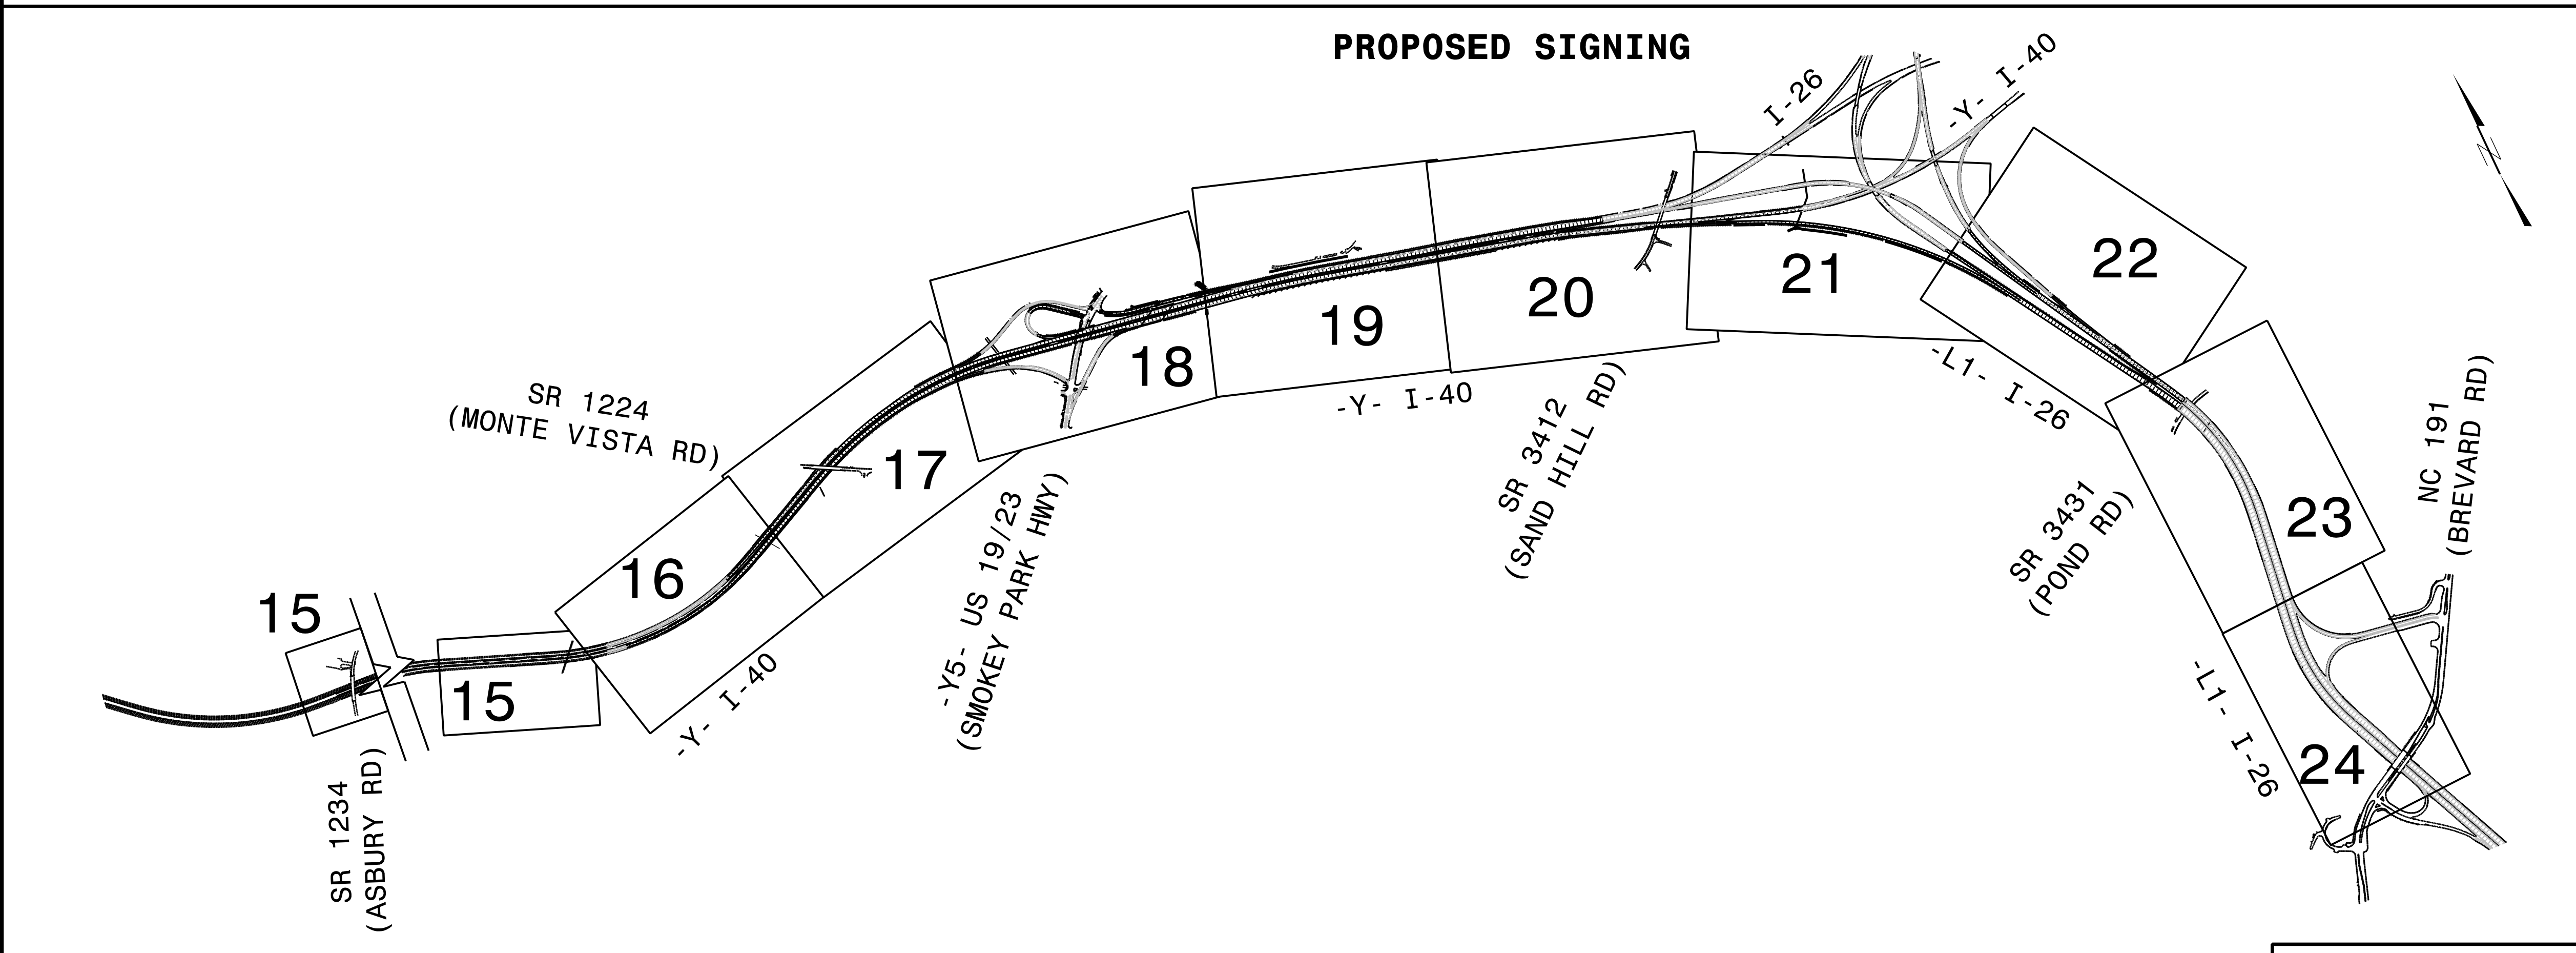 PROPOSED SIGNING
I-26
-Y- I-40
N
22
21
20
19
18
-Y- I-40
-L1- I-26
SR 1224
(MONTE VISTA RD)
17
SR 3412
(SAND HILL RD)
NC 191
(BREVARD RD)
23
SR 3431
(POND RD)
-Y5- US 19/23
(SMOKEY PARK HWY)
16
15
15
-Y- I-40
-L1- I-26
24
SR 1234
(ASBURY RD)